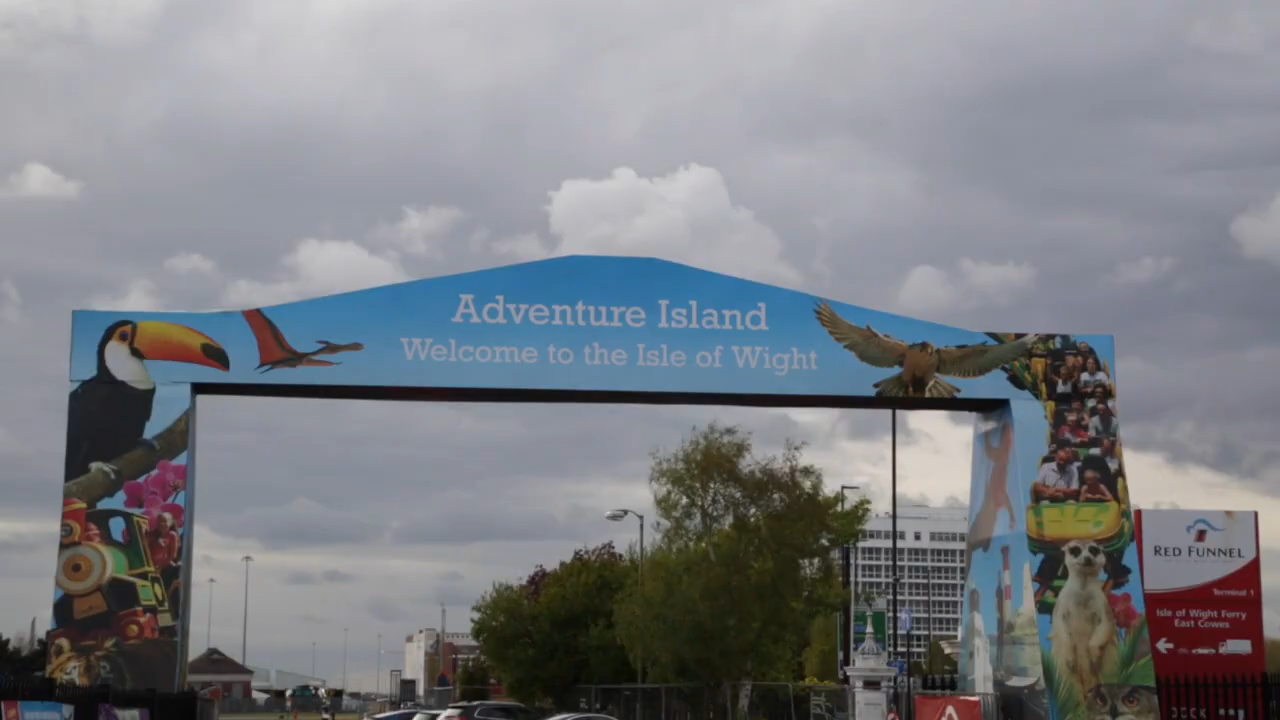 Adventure Island
Welcome to the Isle of Wight
RED FUNNEL
Terminal 1
Isle of Wight Ferry
East Cowes